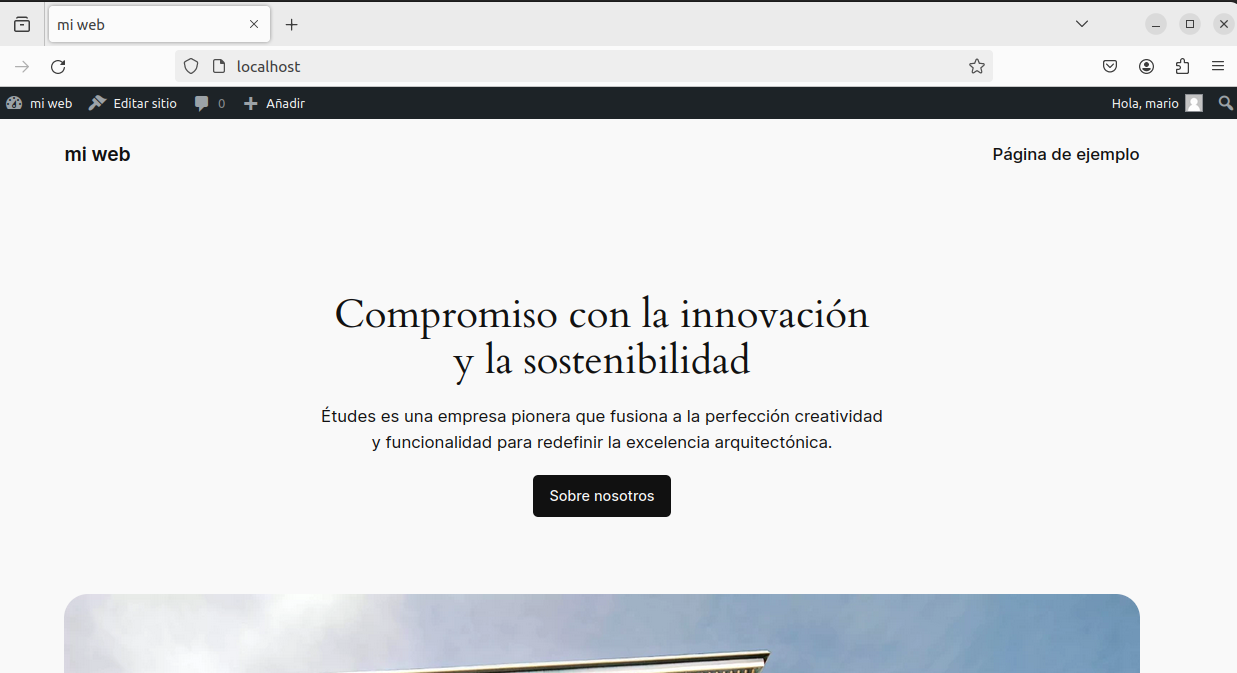 mi web
localhost
mi web Editar sitio 0 Añadir Hola, mario
mi web Página de ejemplo
Compromiso con la innovación
y la sostenibilidad
Études es una empresa pionera que fusiona a la perfección creatividad
y funcionalidad para redefinir la excelencia arquitectónica.
Sobre nosotros